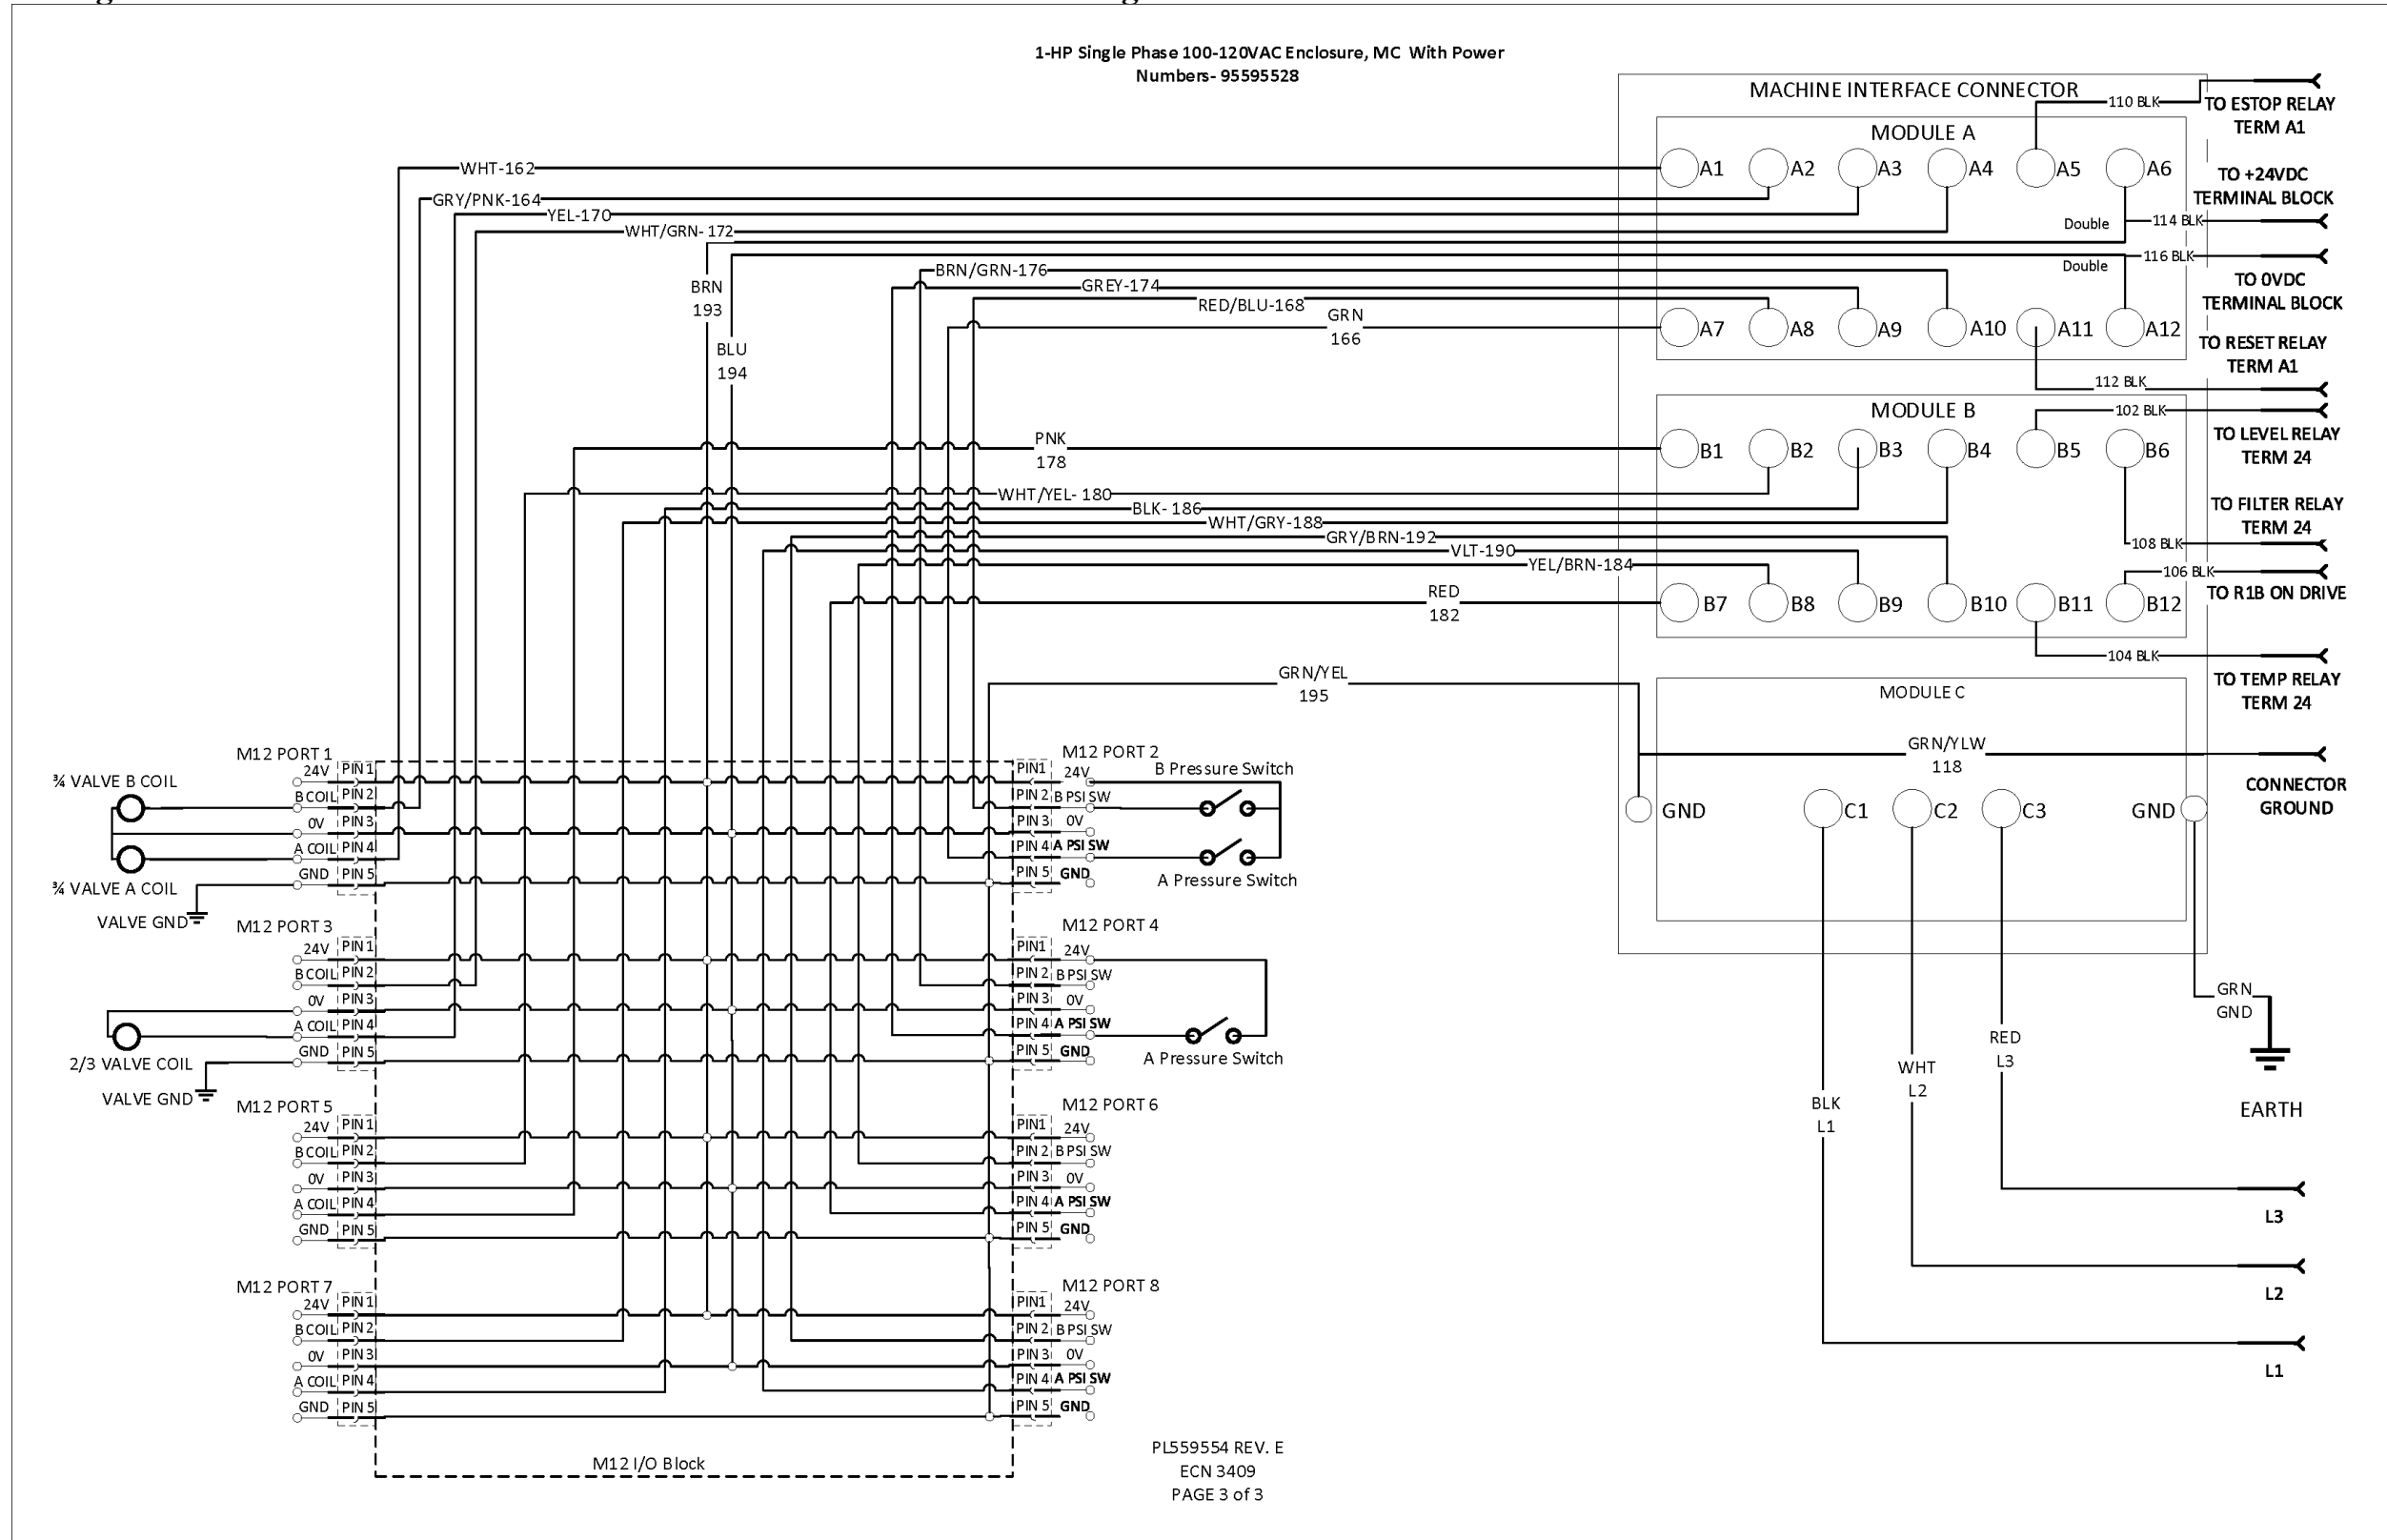 1-HP Single Phase 100-120VAC Enclosure, MC With Power
Numbers- 95595528
MACHINE INTERFACE CONNECTOR
110 BLK
TO ESTOP RELAY
TERM A1
MODULE A
WHT-162
A1
A2
A3
A4
A5
A6
TO +24VDC
TERMINAL BLOCK
GRY/PNK-164
YEL-170
WHT/GRN- 172
Double
114 BLK
116 BLK
Double
BRN/GRN-176
GREY-174
RED/BLU-168
BRN
193
GRN
166
TO 0VDC
TERMINAL BLOCK
A7
A8
A9
A10
A11
A12
BLU
194
TO RESET RELAY
TERM A1
112 BLK
MODULE B
102 BLK
PNK
178
B1
B2
B3
B4
B5
B6
TO LEVEL RELAY
TERM 24
WHT/YEL- 180
BLK- 186
WHT/GRY-188
GRY/BRN-192
VLT-190
YEL/BRN-184
TO FILTER RELAY
TERM 24
108 BLK
106 BLK
TO R1B ON DRIVE
RED
182
B7
B8
B9
B10
B11
B12
104 BLK
GRN/YEL
195
TO TEMP RELAY
TERM 24
MODULE C
GRN/YLW
118
CONNECTOR
GROUND
GND
C1
C2
C3
GND
M12 PORT 1
24V
PIN 1
¾ VALVE B COIL
B COIL
PIN 2
0V
PIN 3
A COIL
PIN 4
GND
PIN 5
¾ VALVE A COIL
VALVE GND
M12 PORT 2
PIN1
24V
B Pressure Switch
PIN 2
B PSI SW
PIN 3
0V
PIN 4
A PSI SW
PIN 5
GND
A Pressure Switch
M12 PORT 3
24V
PIN 1
B COIL
PIN 2
0V
PIN 3
A COIL
PIN 4
GND
PIN 5
2/3 VALVE COIL
VALVE GND
M12 PORT 4
PIN1
24V
PIN 2
B PSI SW
PIN 3
0V
PIN 4
A PSI SW
PIN 5
GND
A Pressure Switch
GRN
GND
RED
L3
WHT
L2
BLK
L1
EARTH
M12 PORT 5
24V
PIN 1
B COIL
PIN 2
0V
PIN 3
A COIL
PIN 4
GND
PIN 5
M12 PORT 6
PIN1
24V
PIN 2
B PSI SW
PIN 3
0V
PIN 4
A PSI SW
PIN 5
GND
L3
L2
L1
M12 PORT 7
24V
PIN 1
B COIL
PIN 2
0V
PIN 3
A COIL
PIN 4
GND
PIN 5
M12 PORT 8
PIN1
24V
PIN 2
B PSI SW
PIN 3
0V
PIN 4
A PSI SW
PIN 5
GND
M12 I/O Block
PL559554 REV. E
ECN 3409
PAGE 3 of 3